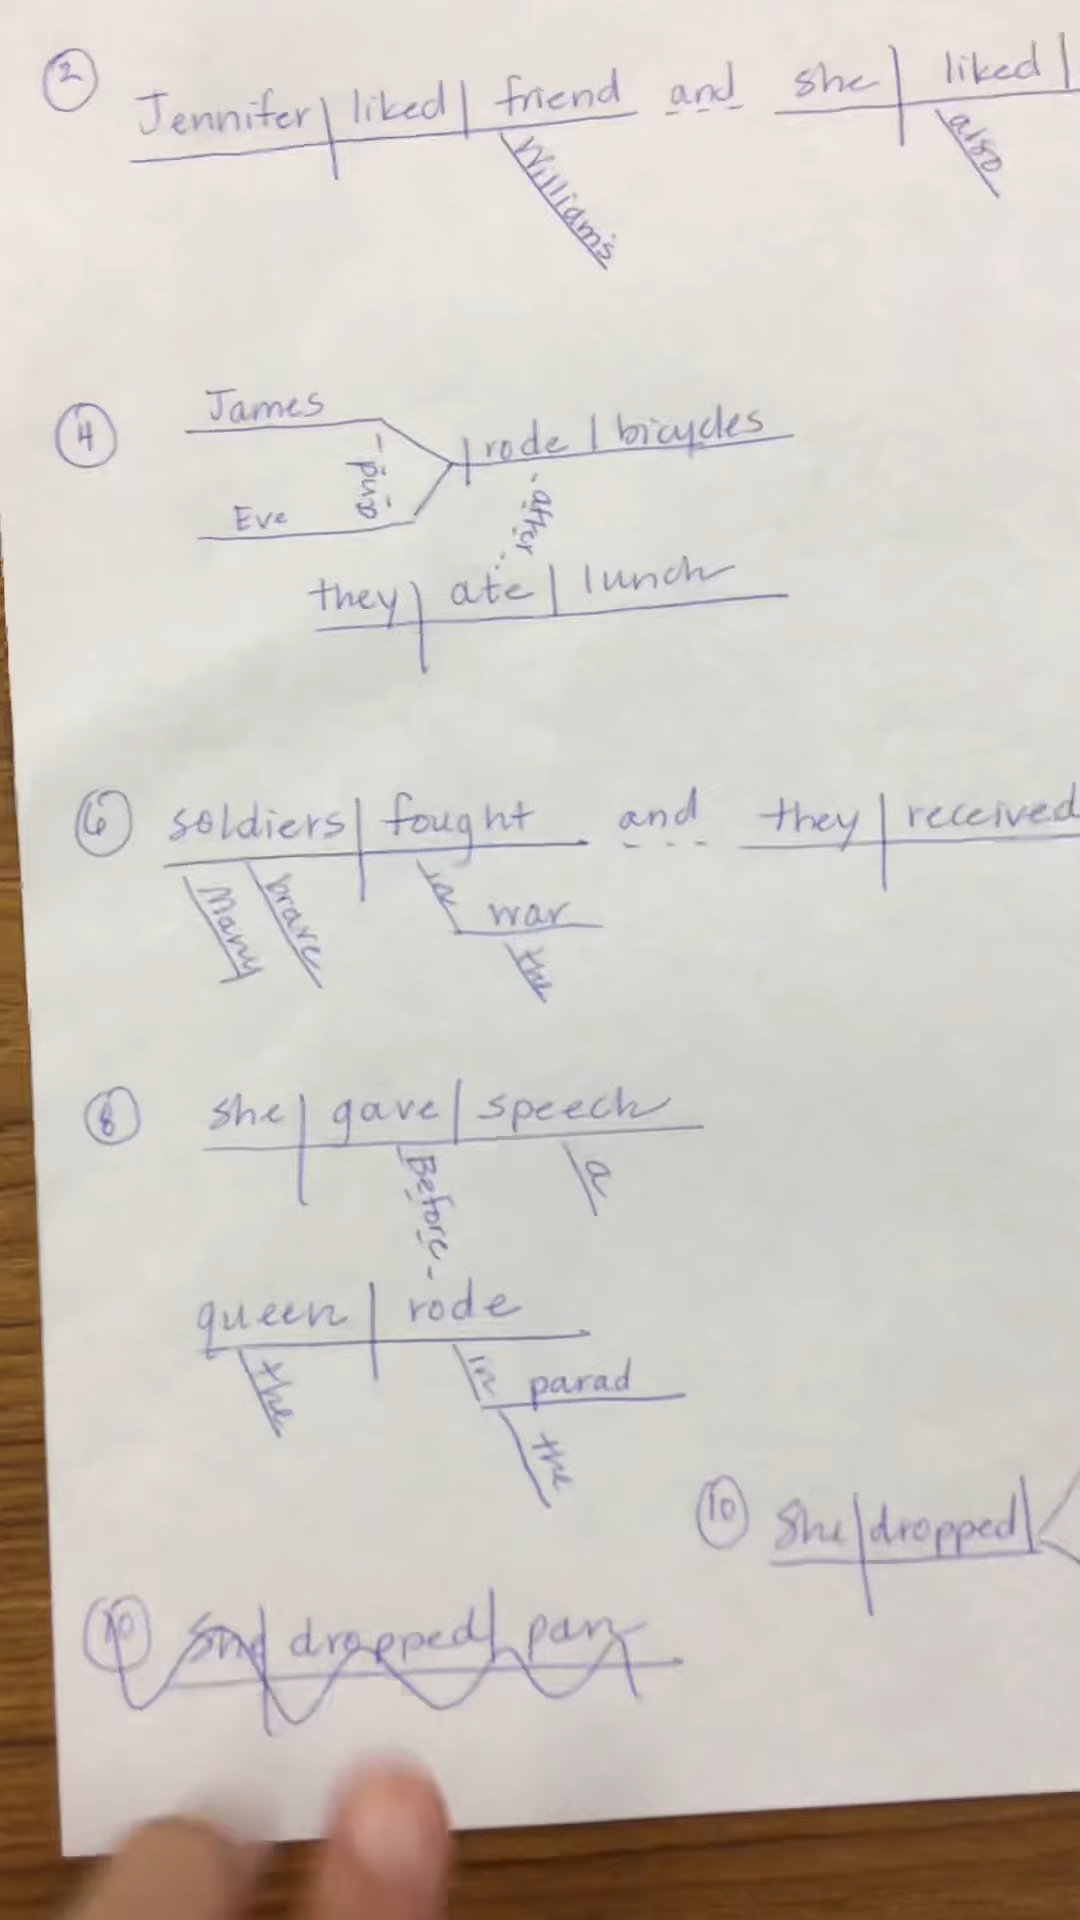 2 Jennifer | liked | friend and she | liked |
William's also
James
4 rode | bicycles
and after
Eve
they | ate | lunch
6 soldiers | fought and they | received
Many brave in war
the
8 she | gave | speech
Before a
queen | rode
the in parad
the
10 She | dropped |
10 She | dropped | pan